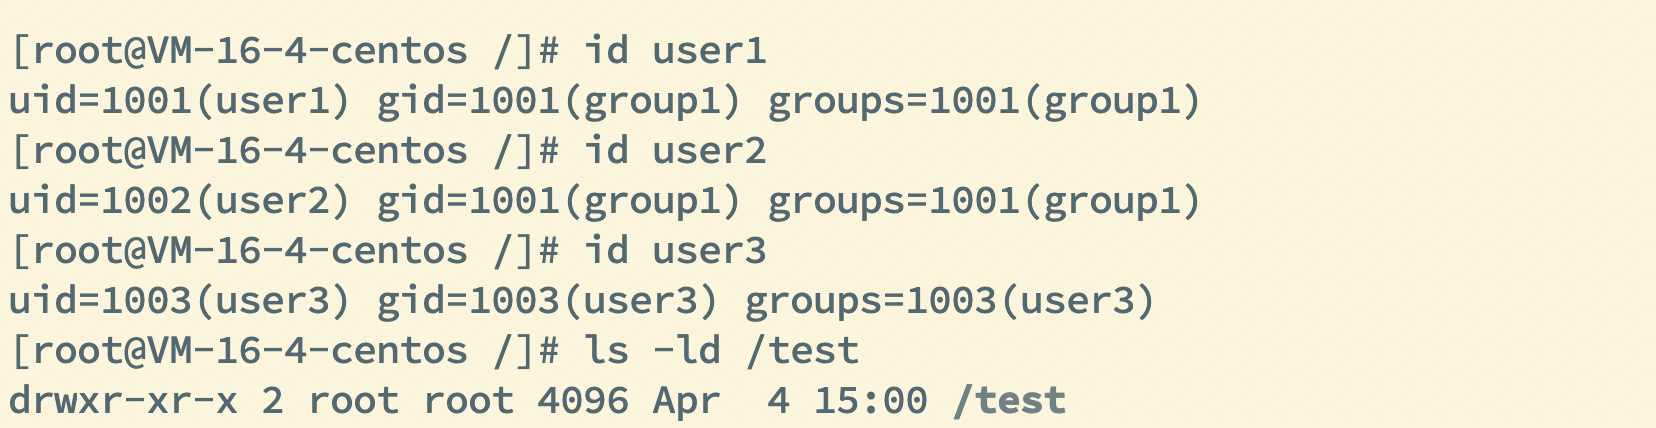 [root@VM-16-4-centos /]# id user1
uid=1001(user1) gid=1001(group1) groups=1001(group1)
[root@VM-16-4-centos /]# id user2
uid=1002(user2) gid=1001(group1) groups=1001(group1)
[root@VM-16-4-centos /]# id user3
uid=1003(user3) gid=1003(user3) groups=1003(user3)
[root@VM-16-4-centos /]# ls -ld /test
drwxr-xr-x 2 root root 4096 Apr  4 15:00 /test